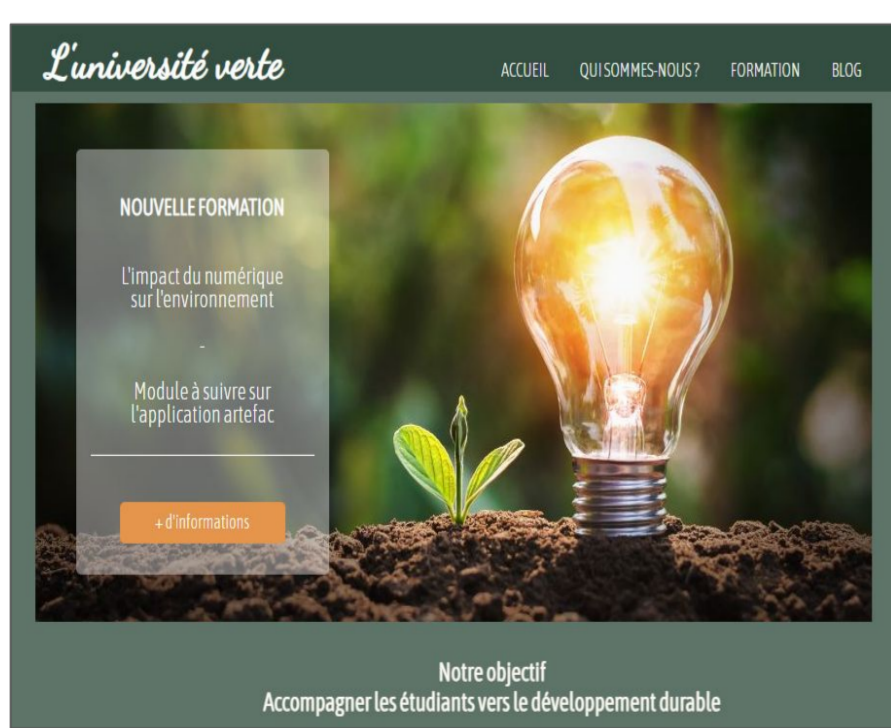 L'université verte
ACCUEIL QUI SOMMES-NOUS ? FORMATION BLOG
NOUVELLE FORMATION
L'impact du numérique
sur l'environnement
-
Module à suivre sur
l'application artefac
+ d'informations
Notre objectif
Accompagner les étudiants vers le développement durable